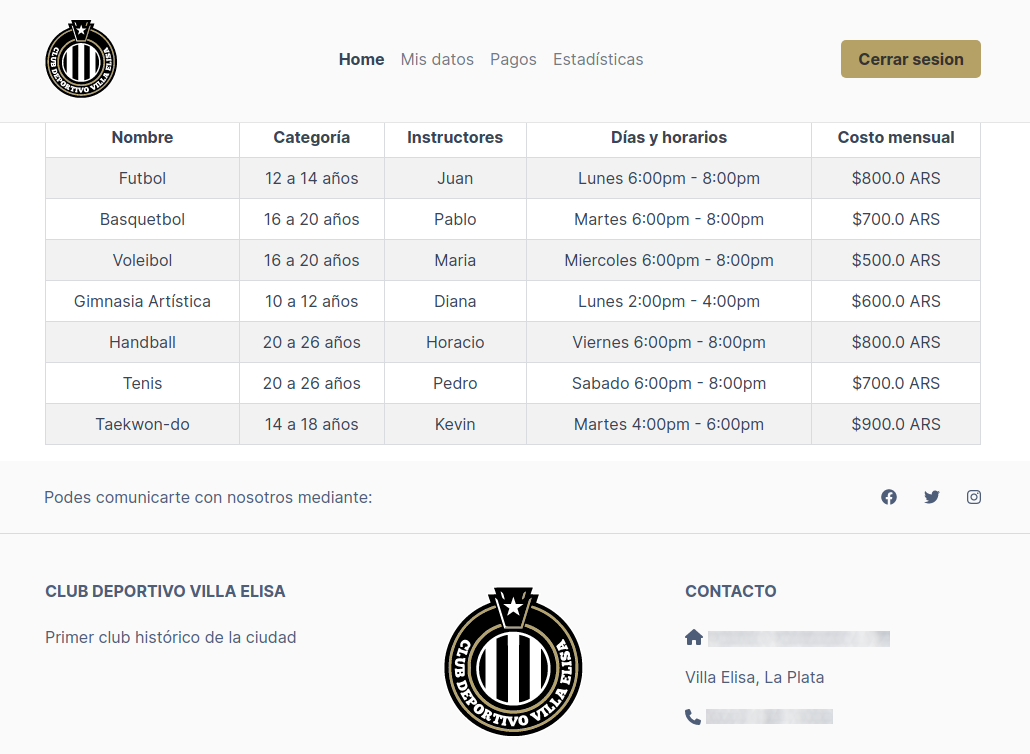 CLUB DEPORTIVO VILLA ELISA
Home Mis datos Pagos Estadísticas Cerrar sesion
Nombre Categoría Instructores Días y horarios Costo mensual
Futbol 12 a 14 años Juan Lunes 6:00pm - 8:00pm $800.0 ARS
Basquetbol 16 a 20 años Pablo Martes 6:00pm - 8:00pm $700.0 ARS
Voleibol 16 a 20 años Maria Miercoles 6:00pm - 8:00pm $500.0 ARS
Gimnasia Artística 10 a 12 años Diana Lunes 2:00pm - 4:00pm $600.0 ARS
Handball 20 a 26 años Horacio Viernes 6:00pm - 8:00pm $800.0 ARS
Tenis 20 a 26 años Pedro Sabado 6:00pm - 8:00pm $700.0 ARS
Taekwon-do 14 a 18 años Kevin Martes 4:00pm - 6:00pm $900.0 ARS
Podes comunicarte con nosotros mediante:
CLUB DEPORTIVO VILLA ELISA
Primer club histórico de la ciudad
CLUB DEPORTIVO VILLA ELISA
CONTACTO
Villa Elisa, La Plata